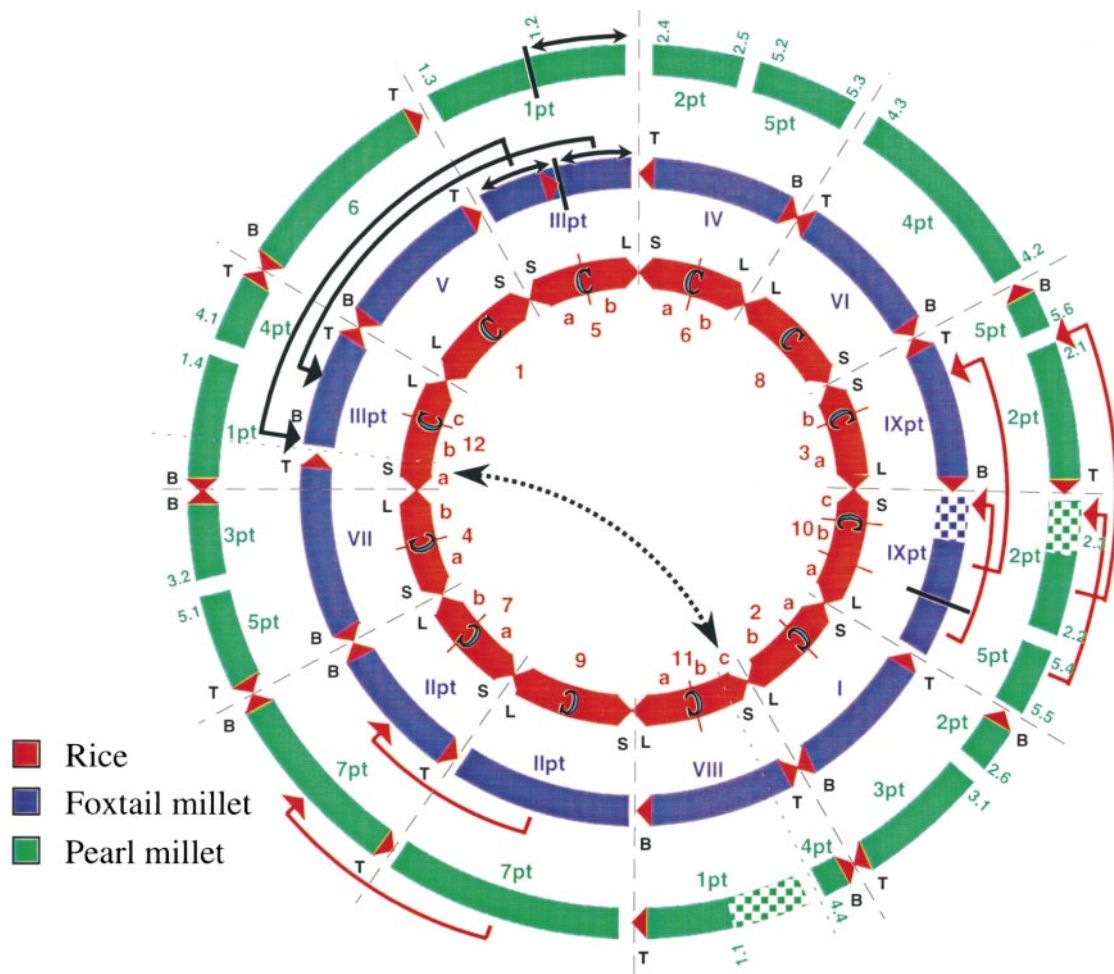 2.4
2pt
2.5
5.2
5pt
5.3
4.3
4pt
4.2
B
5pt
5.6
2.1
2pt
T
2pt
2.3
2.2
5pt
5.4
5.5
B
2pt
2.6
3.1
3pt
T
B
4pt
4.4
1.1
1pt
T
7pt
T
7pt
B
T
5pt
5.1
3.2
3pt
B
B
1pt
1.4
4.1
4pt
T
B
6
T
1.3
1pt
1.2
T
IV
B
T
VI
B
T
IXpt
B
IXpt
T
I
B
T
VIII
B
IIpt
T
IIpt
B
B
VII
T
B
IIIpt
T
B
V
T
IIIpt
S
C
a
6
b
L
L
C
8
S
S
C
b
3
a
L
S
C
c
10
b
a
L
S
C
a
2
b
L
S
C
c
b
11
a
L
S
C
9
L
S
C
a
7
b
L
S
C
a
4
b
L
S
C
a
b
12
c
L
L
C
1
S
S
C
a
5
b
L
Rice
Foxtail millet
Pearl millet